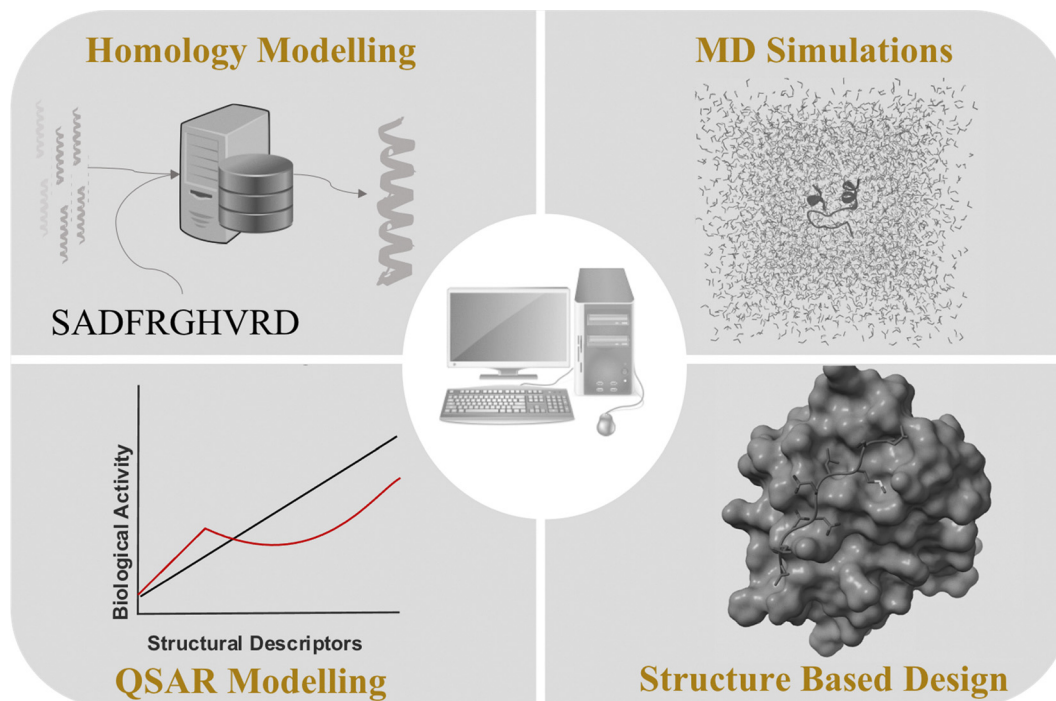 Homology Modelling
MD Simulations
SADFRGHVRD
Biological Activity
Structural Descriptors
QSAR Modelling
Structure Based Design